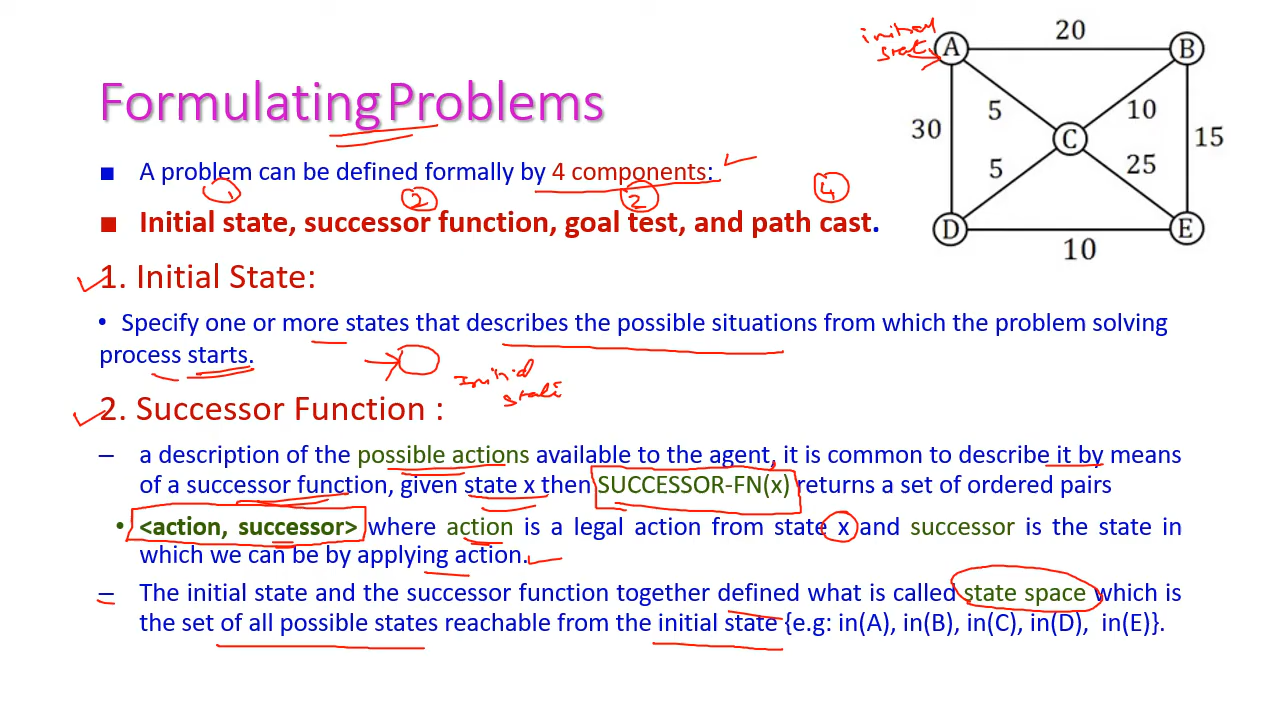 initial
state
A
20
B
Formulating Problems
5
10
30
C
15
5
25
▪ A problem can be defined formally by 4 components:
1
2
2
4
▪ Initial state, successor function, goal test, and path cast.
D
E
10
1. Initial State:
• Specify one or more states that describes the possible situations from which the problem solving
process starts.
Initial
state
2. Successor Function :
– a description of the possible actions available to the agent, it is common to describe it by means
of a successor function, given state x then SUCCESSOR-FN(x) returns a set of ordered pairs
• <action, successor> where action is a legal action from state x and successor is the state in
which we can be by applying action.
– The initial state and the successor function together defined what is called state space which is
the set of all possible states reachable from the initial state {e.g: in(A), in(B), in(C), in(D), in(E)}.